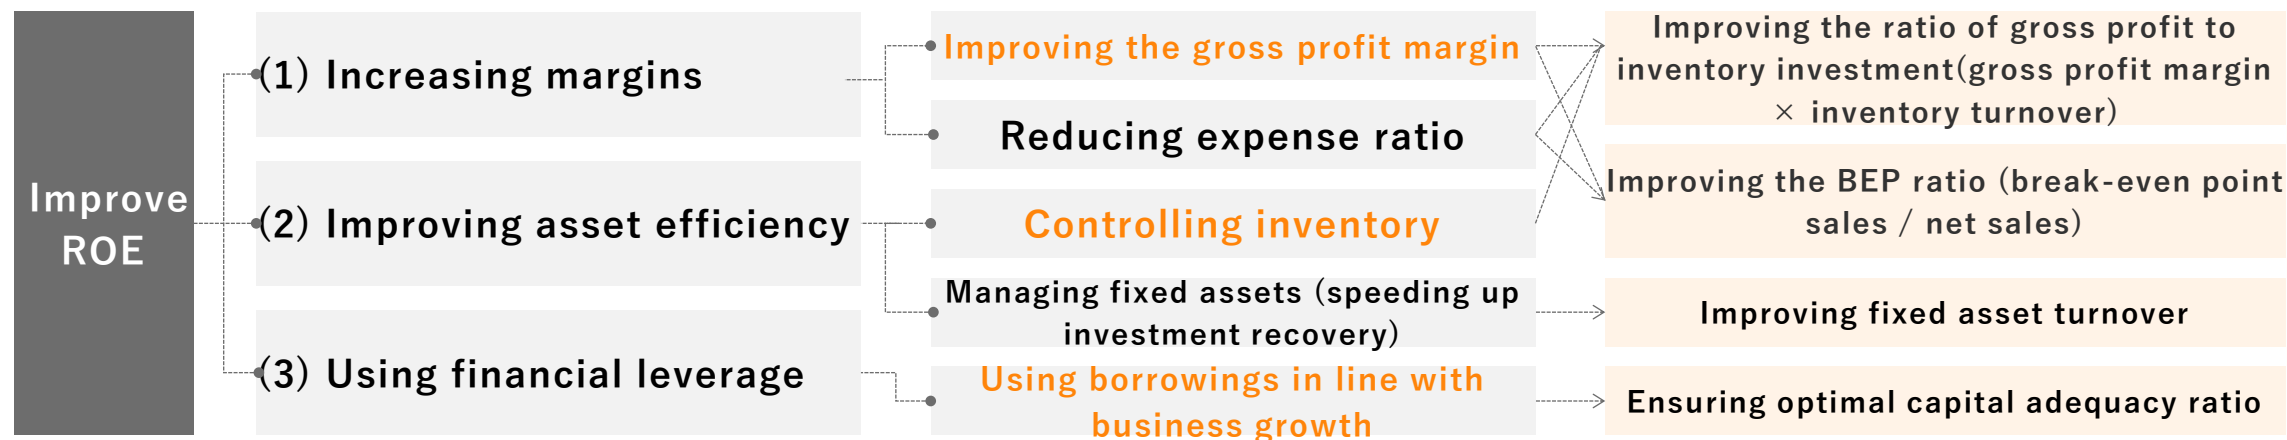 Improve
ROE
(1) Increasing margins
(2) Improving asset efficiency
(3) Using financial leverage
Improving the gross profit margin
Reducing expense ratio
Controlling inventory
Managing fixed assets (speeding up
investment recovery)
Using borrowings in line with
business growth
Improving the ratio of gross profit to
inventory investment(gross profit margin
× inventory turnover)
Improving the BEP ratio (break-even point
sales / net sales)
Improving fixed asset turnover
Ensuring optimal capital adequacy ratio